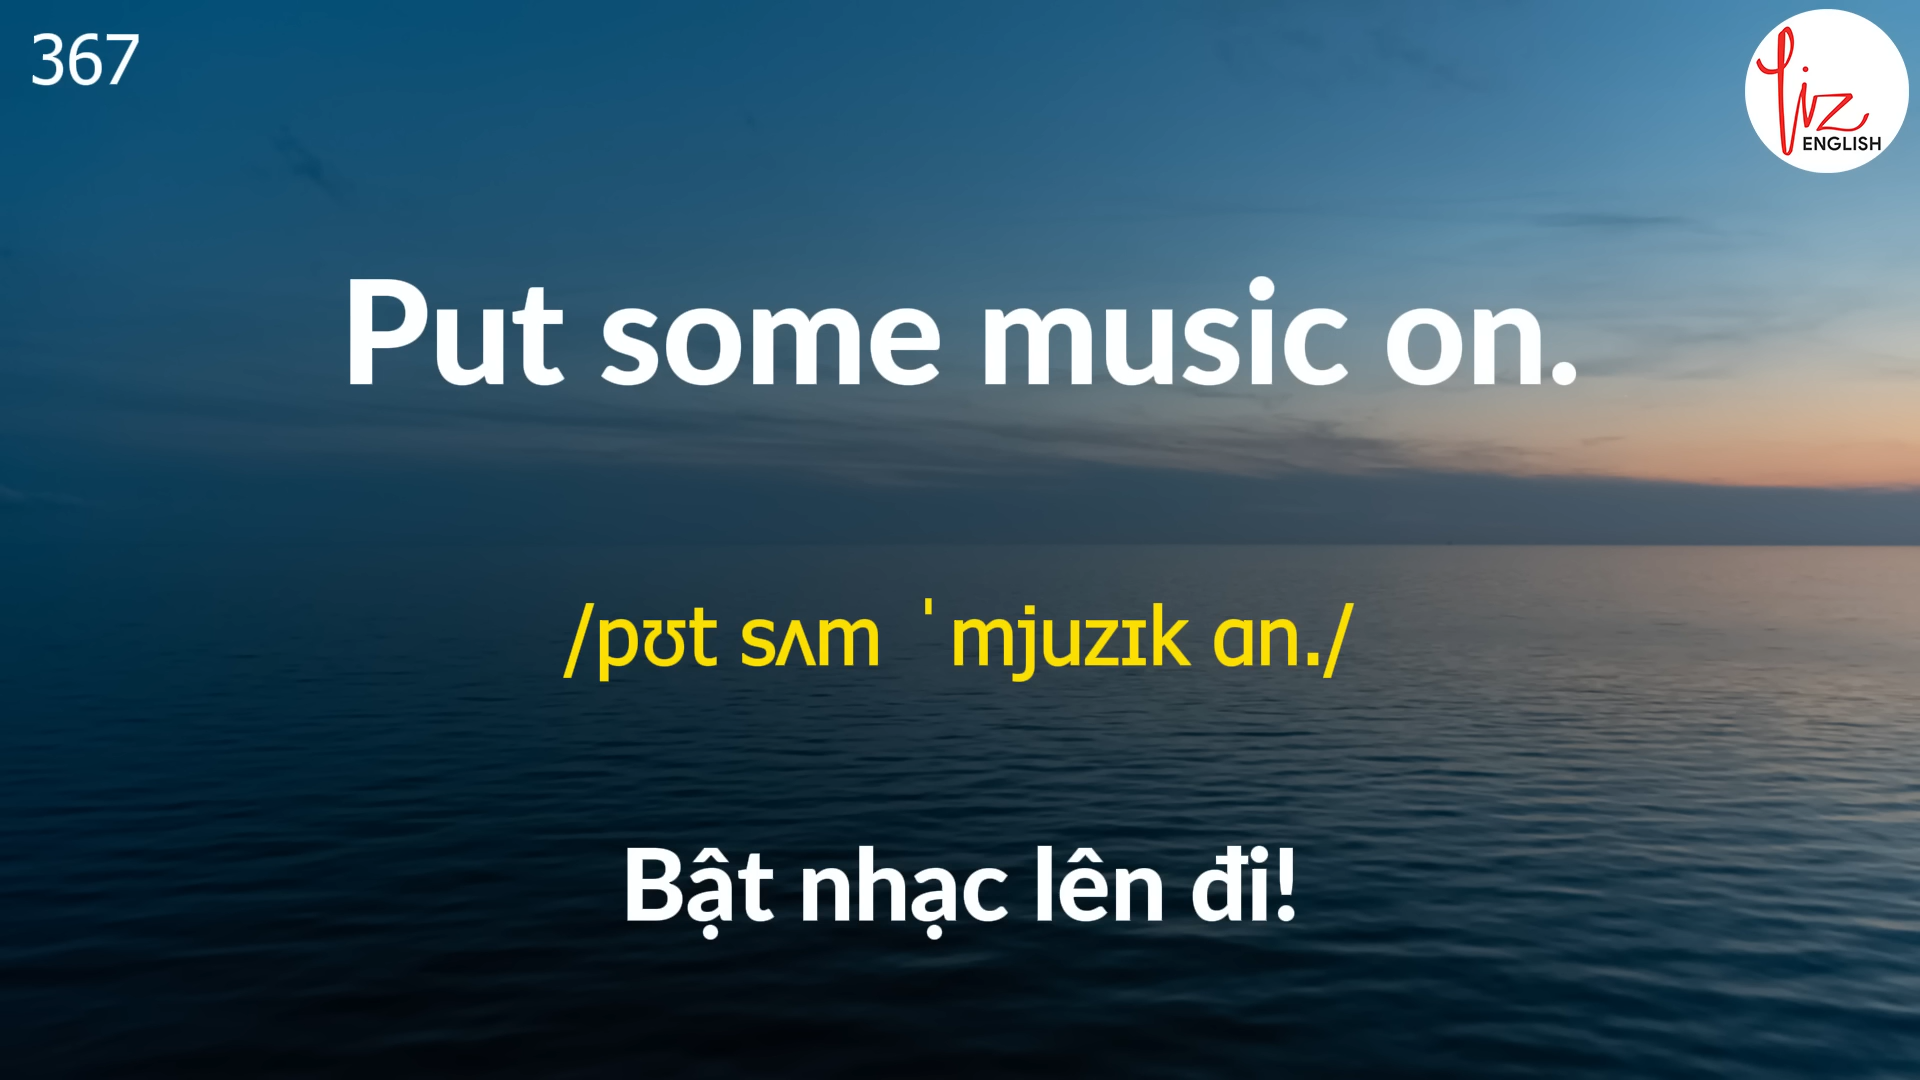 367
Liz
ENGLISH
Put some music on.
/pʊt sʌm ˈmjuzɪk ɑn./
Bật nhạc lên đi!